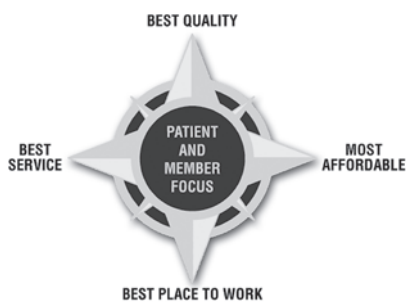 BEST QUALITY
BEST
SERVICE
PATIENT
AND
MEMBER
FOCUS
MOST
AFFORDABLE
BEST PLACE TO WORK